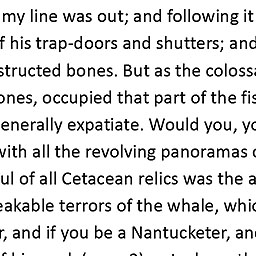 my line was out; and following it
f his trap-doors and shutters; and
structed bones. But as the colossa
ones, occupied that part of the fis
enerally expatiate. Would you, yo
with all the revolving panoramas
ul of all Cetacean relics was the a
eakable terrors of the whale, whic
r, and if you be a Nantucketer, an